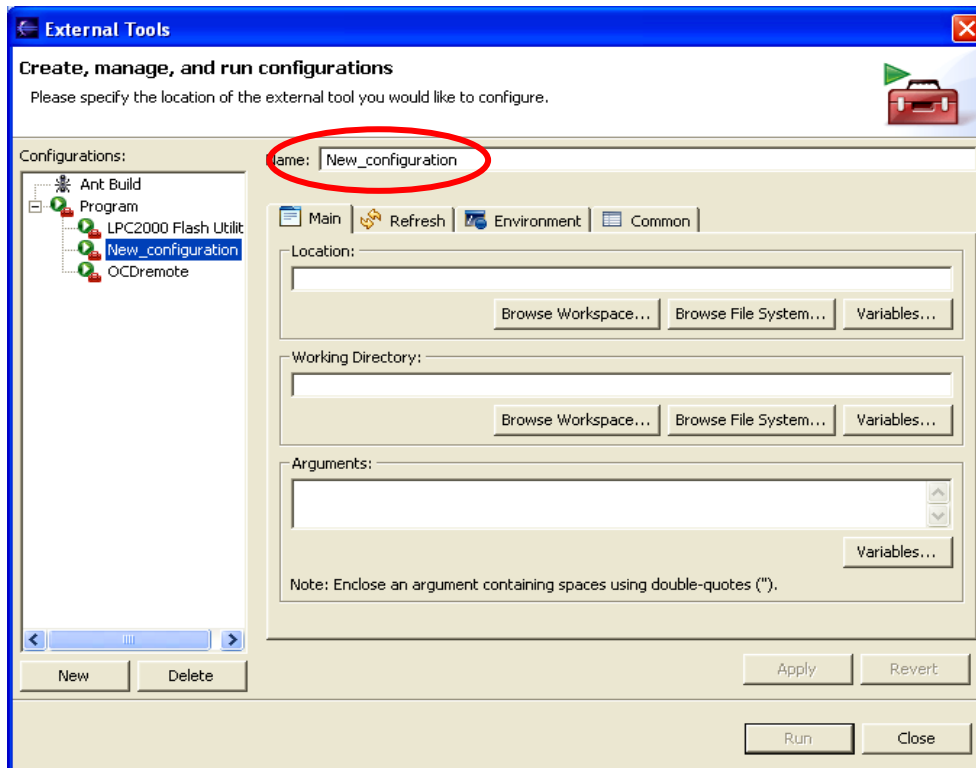 External Tools
Create, manage, and run configurations
Please specify the location of the external tool you would like to configure.
Configurations:
Name: New_configuration
Ant Build
Program
LPC2000 Flash Utilit
New_configuration
OCDremote
Main Refresh Environment Common
Location:
Browse Workspace... Browse File System... Variables...
Working Directory:
Browse Workspace... Browse File System... Variables...
Arguments:
Variables...
Note: Enclose an argument containing spaces using double-quotes (").
New Delete
Apply Revert
Run Close